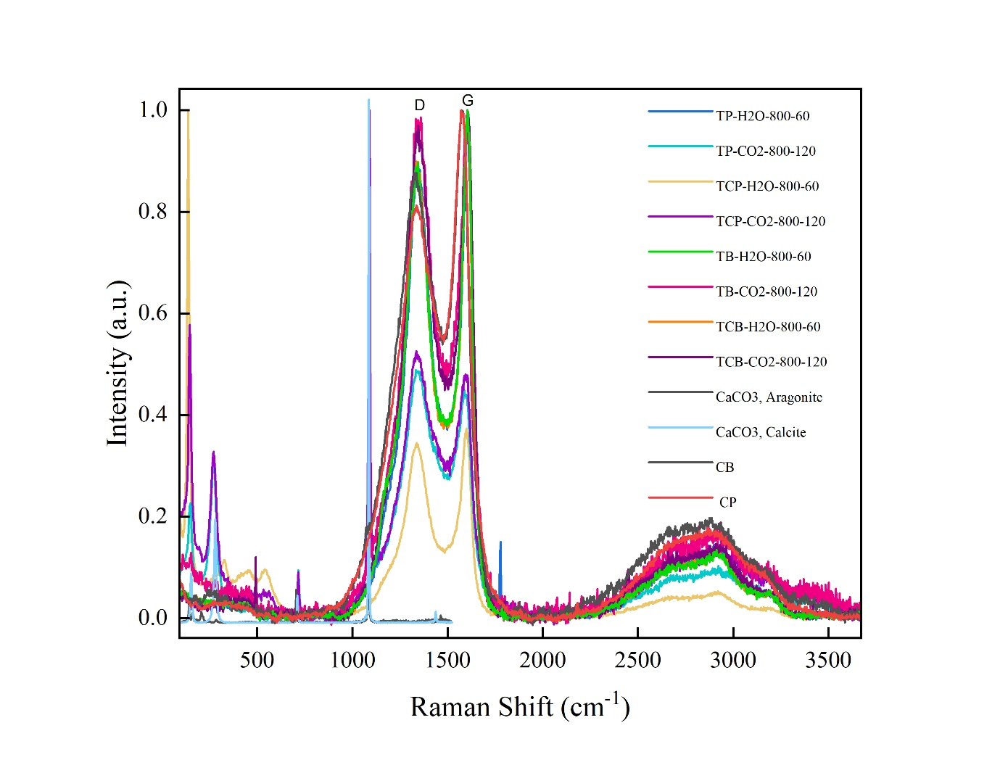 D G
1.0
0.8
0.6
0.4
0.2
0.0
Intensity (a.u.)
TP-H2O-800-60
TP-CO2-800-120
TCP-H2O-800-60
TCP-CO2-800-120
TB-H2O-800-60
TB-CO2-800-120
TCB-H2O-800-60
TCB-CO2-800-120
CaCO3, Aragonite
CaCO3, Calcite
CB
CP
500 1000 1500 2000 2500 3000 3500
Raman Shift (cm⁻¹)